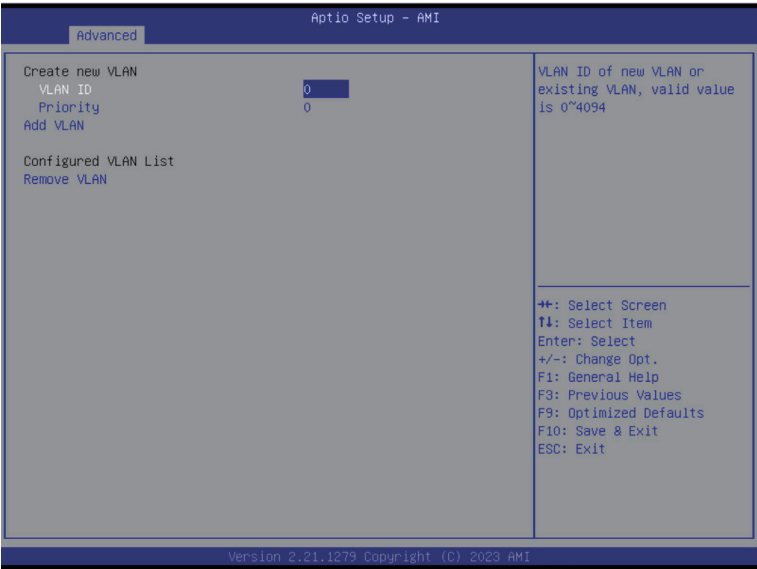 Aptio Setup – AMI
Advanced
Create new VLAN
VLAN ID 0
Priority 0
Add VLAN
Configured VLAN List
Remove VLAN
VLAN ID of new VLAN or
existing VLAN, valid value
is 0~4094
→←: Select Screen
↑↓: Select Item
Enter: Select
+/-: Change Opt.
F1: General Help
F3: Previous Values
F9: Optimized Defaults
F10: Save & Exit
ESC: Exit
Version 2.21.1279 Copyright (C) 2023 AMI